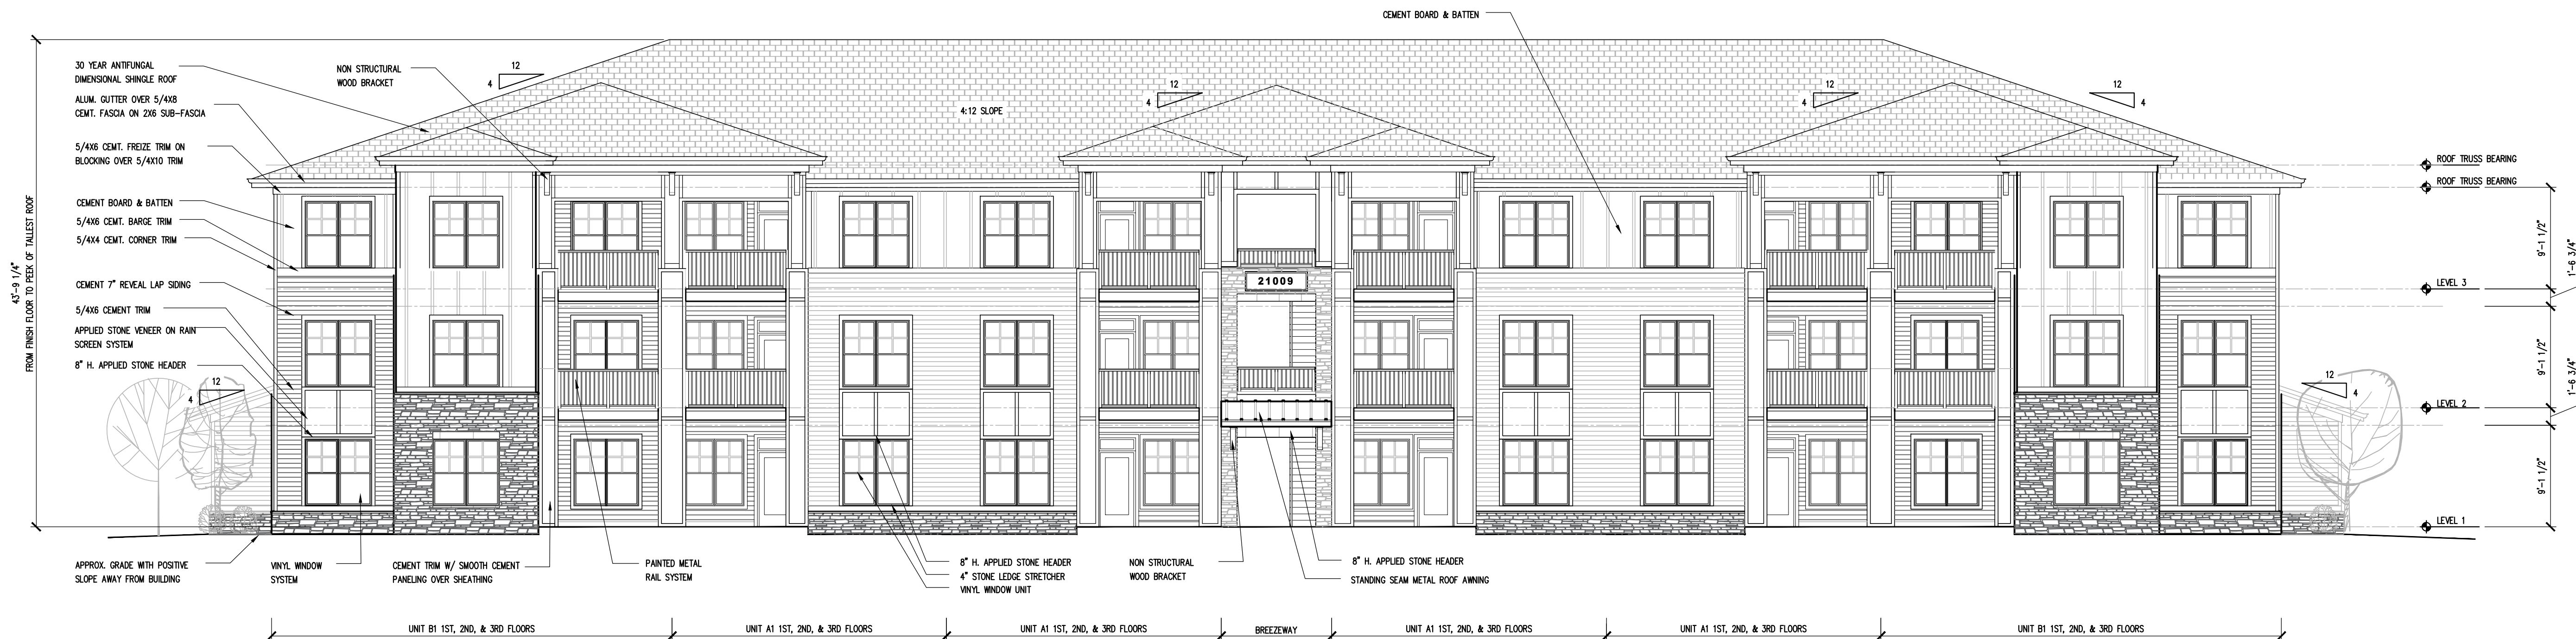 CEMENT BOARD & BATTEN
30 YEAR ANTIFUNGAL
DIMENSIONAL SHINGLE ROOF
NON STRUCTURAL
WOOD BRACKET
12
4
12
4
12
4
12
4
4:12 SLOPE
ALUM. GUTTER OVER 5/4X8
CEMT. FASCIA ON 2X6 SUB-FASCIA
5/4X6 CEMT. FREIZE TRIM ON
BLOCKING OVER 5/4X10 TRIM
CEMENT BOARD & BATTEN
5/4X6 CEMT. BARGE TRIM
5/4X4 CEMT. CORNER TRIM
CEMENT 7" REVEAL LAP SIDING
5/4X6 CEMENT TRIM
APPLIED STONE VENEER ON RAIN
SCREEN SYSTEM
8" H. APPLIED STONE HEADER
12
4
43'-9 1/4"
FROM FINISH FLOOR TO PEEK OF TALLEST ROOF
21009
ROOF TRUSS BEARING
ROOF TRUSS BEARING
9'-1 1/2"
1'-6 3/4"
LEVEL 3
9'-1 1/2"
1'-6 3/4"
12
4
LEVEL 2
9'-1 1/2"
LEVEL 1
APPROX. GRADE WITH POSITIVE
SLOPE AWAY FROM BUILDING
VINYL WINDOW
SYSTEM
CEMENT TRIM W/ SMOOTH CEMENT
PANELING OVER SHEATHING
PAINTED METAL
RAIL SYSTEM
8" H. APPLIED STONE HEADER
4" STONE LEDGE STRETCHER
VINYL WINDOW UNIT
NON STRUCTURAL
WOOD BRACKET
8" H. APPLIED STONE HEADER
STANDING SEAM METAL ROOF AWNING
UNIT B1 1ST, 2ND, & 3RD FLOORS
UNIT A1 1ST, 2ND, & 3RD FLOORS
UNIT A1 1ST, 2ND, & 3RD FLOORS
BREEZEWAY
UNIT A1 1ST, 2ND, & 3RD FLOORS
UNIT A1 1ST, 2ND, & 3RD FLOORS
UNIT B1 1ST, 2ND, & 3RD FLOORS